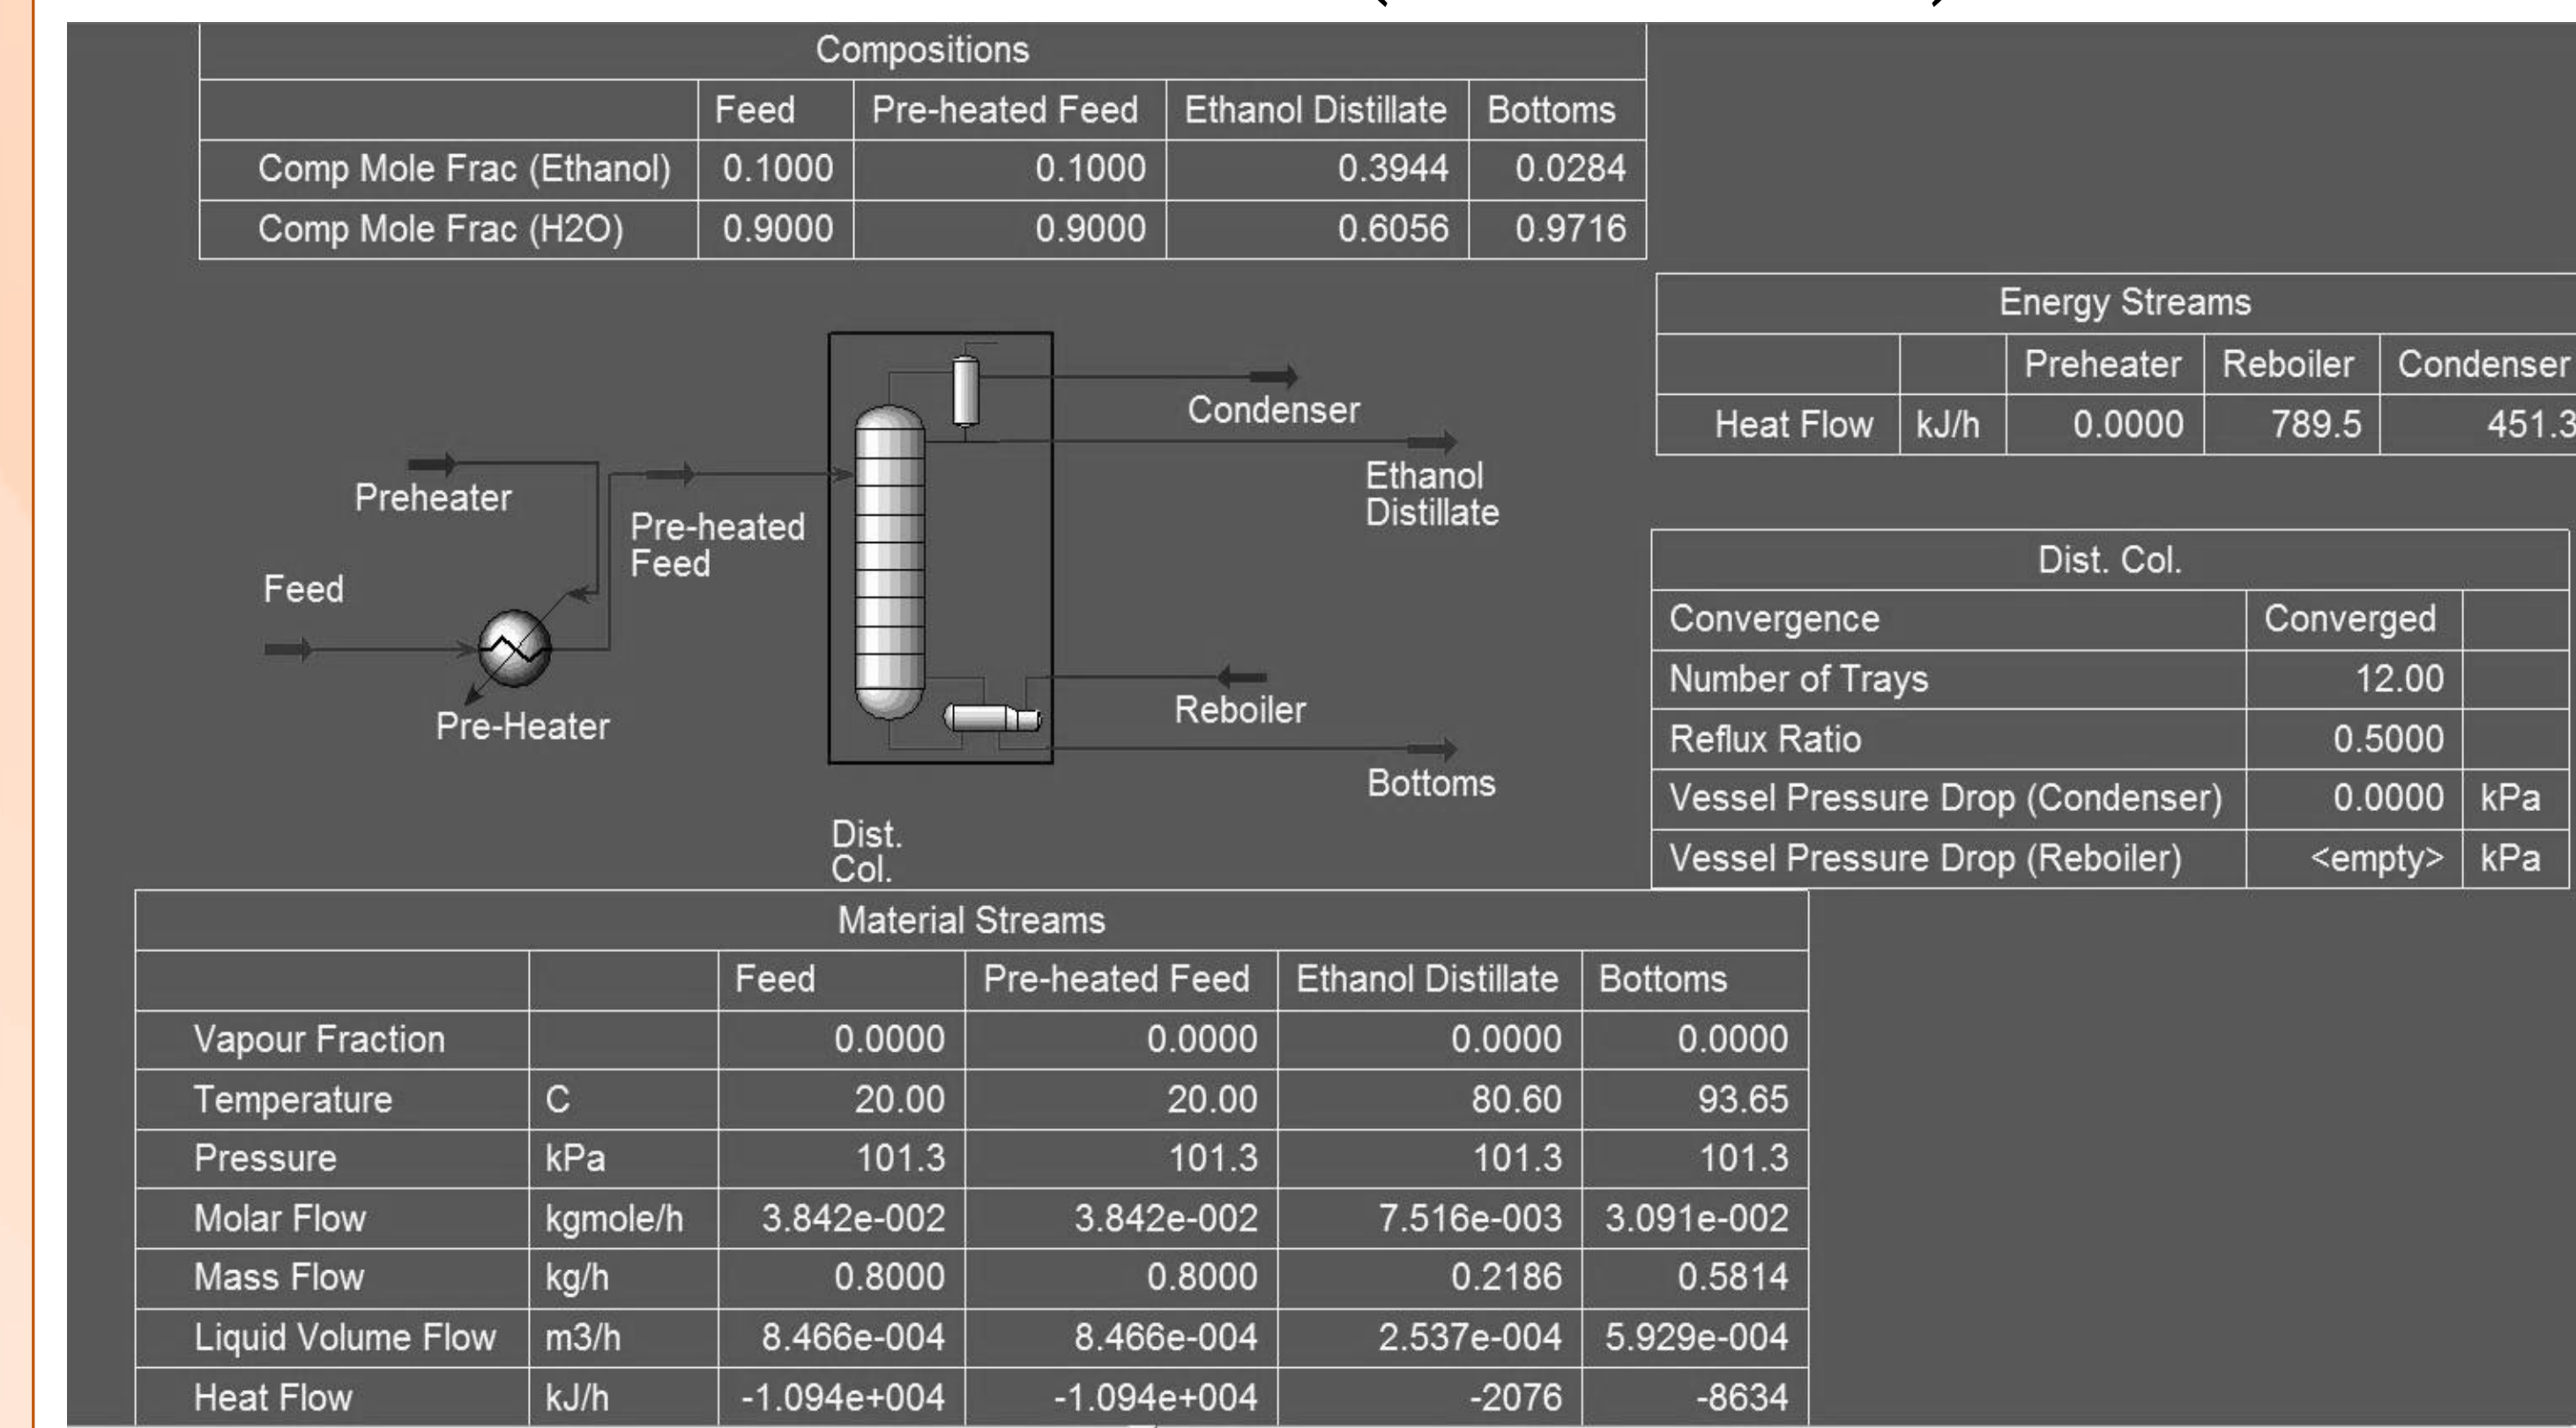 Compositions
Feed Pre-heated Feed Ethanol Distillate Bottoms
Comp Mole Frac (Ethanol) 0.1000 0.1000 0.3944 0.0284
Comp Mole Frac (H2O) 0.9000 0.9000 0.6056 0.9716
Energy Streams
Preheater Reboiler Condenser
Heat Flow kJ/h 0.0000 789.5 451.3
Condenser
Ethanol
Distillate
Preheater
Pre-heated
Feed
Feed
Pre-Heater
Reboiler
Bottoms
Dist.
Col.
Dist. Col.
Convergence Converged
Number of Trays 12.00
Reflux Ratio 0.5000
Vessel Pressure Drop (Condenser) 0.0000 kPa
Vessel Pressure Drop (Reboiler) <empty> kPa
Material Streams
Feed Pre-heated Feed Ethanol Distillate Bottoms
Vapour Fraction 0.0000 0.0000 0.0000 0.0000
Temperature C 20.00 20.00 80.60 93.65
Pressure kPa 101.3 101.3 101.3 101.3
Molar Flow kgmole/h 3.842e-002 3.842e-002 7.516e-003 3.091e-002
Mass Flow kg/h 0.8000 0.8000 0.2186 0.5814
Liquid Volume Flow m3/h 8.466e-004 8.466e-004 2.537e-004 5.929e-004
Heat Flow kJ/h -1.094e+004 -1.094e+004 -2076 -8634